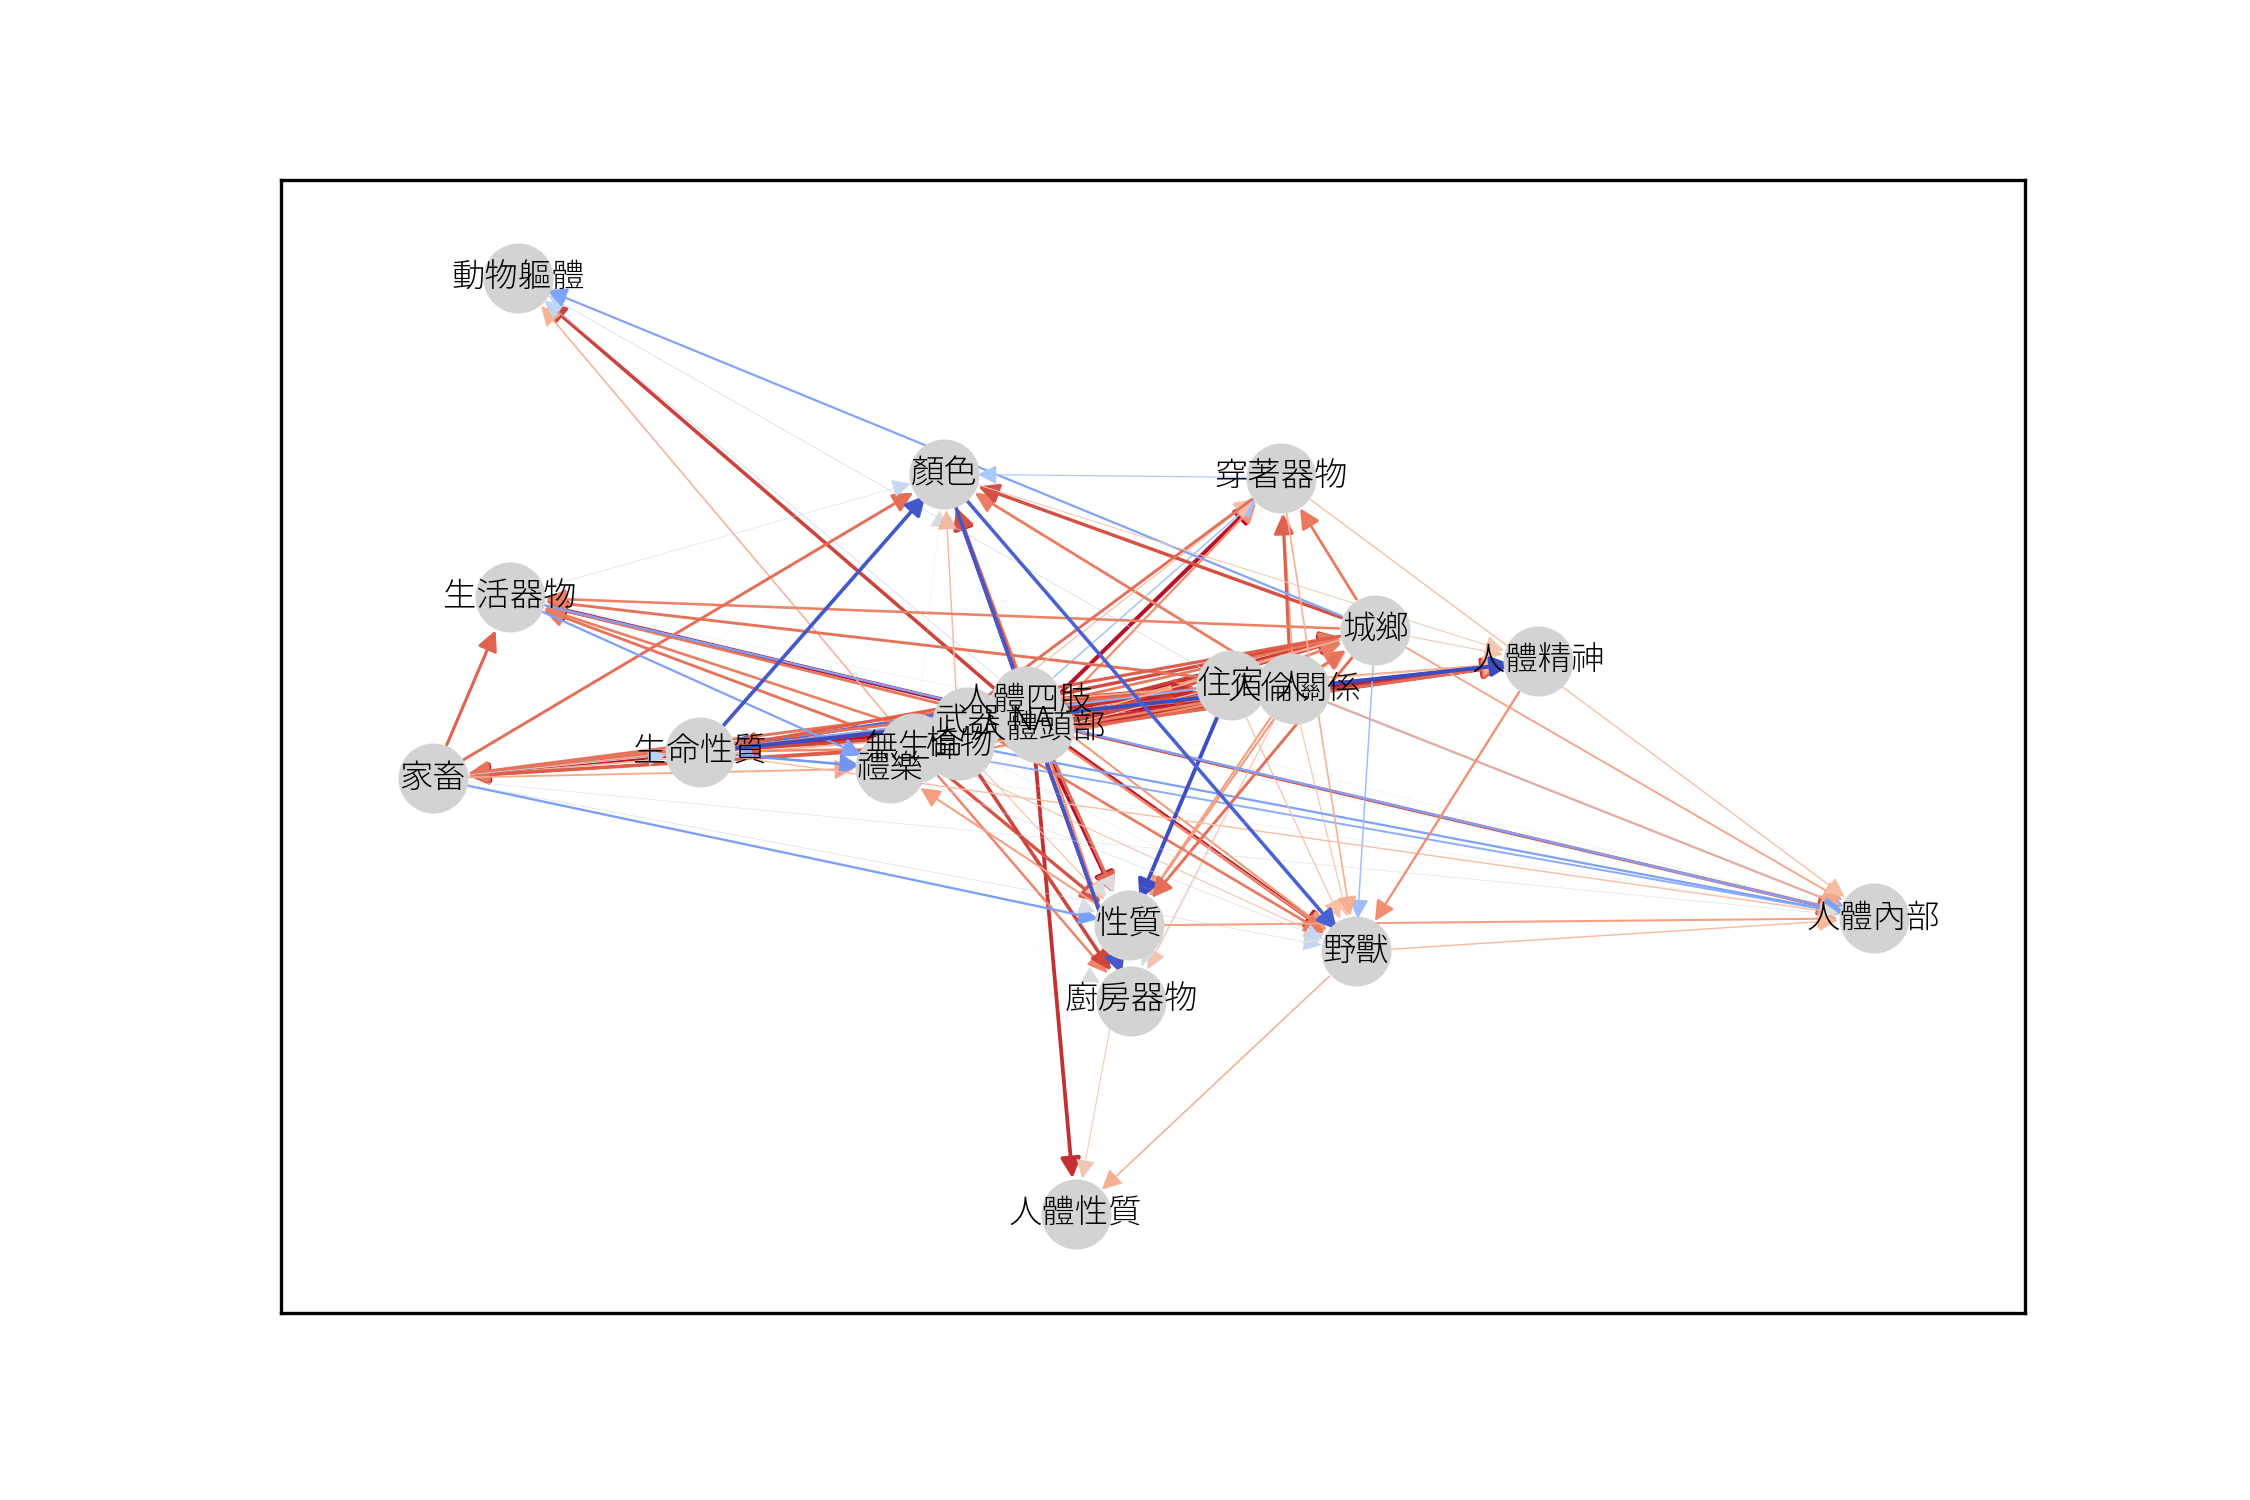 動物軀體
顏色
穿著器物
生活器物
城鄉
人體精神
住宿
人倫關係
人體四肢
武器
NA
人體頭部
植物
生命性質
禮樂
家畜
性質
人體內部
野獸
廚房器物
人體性質